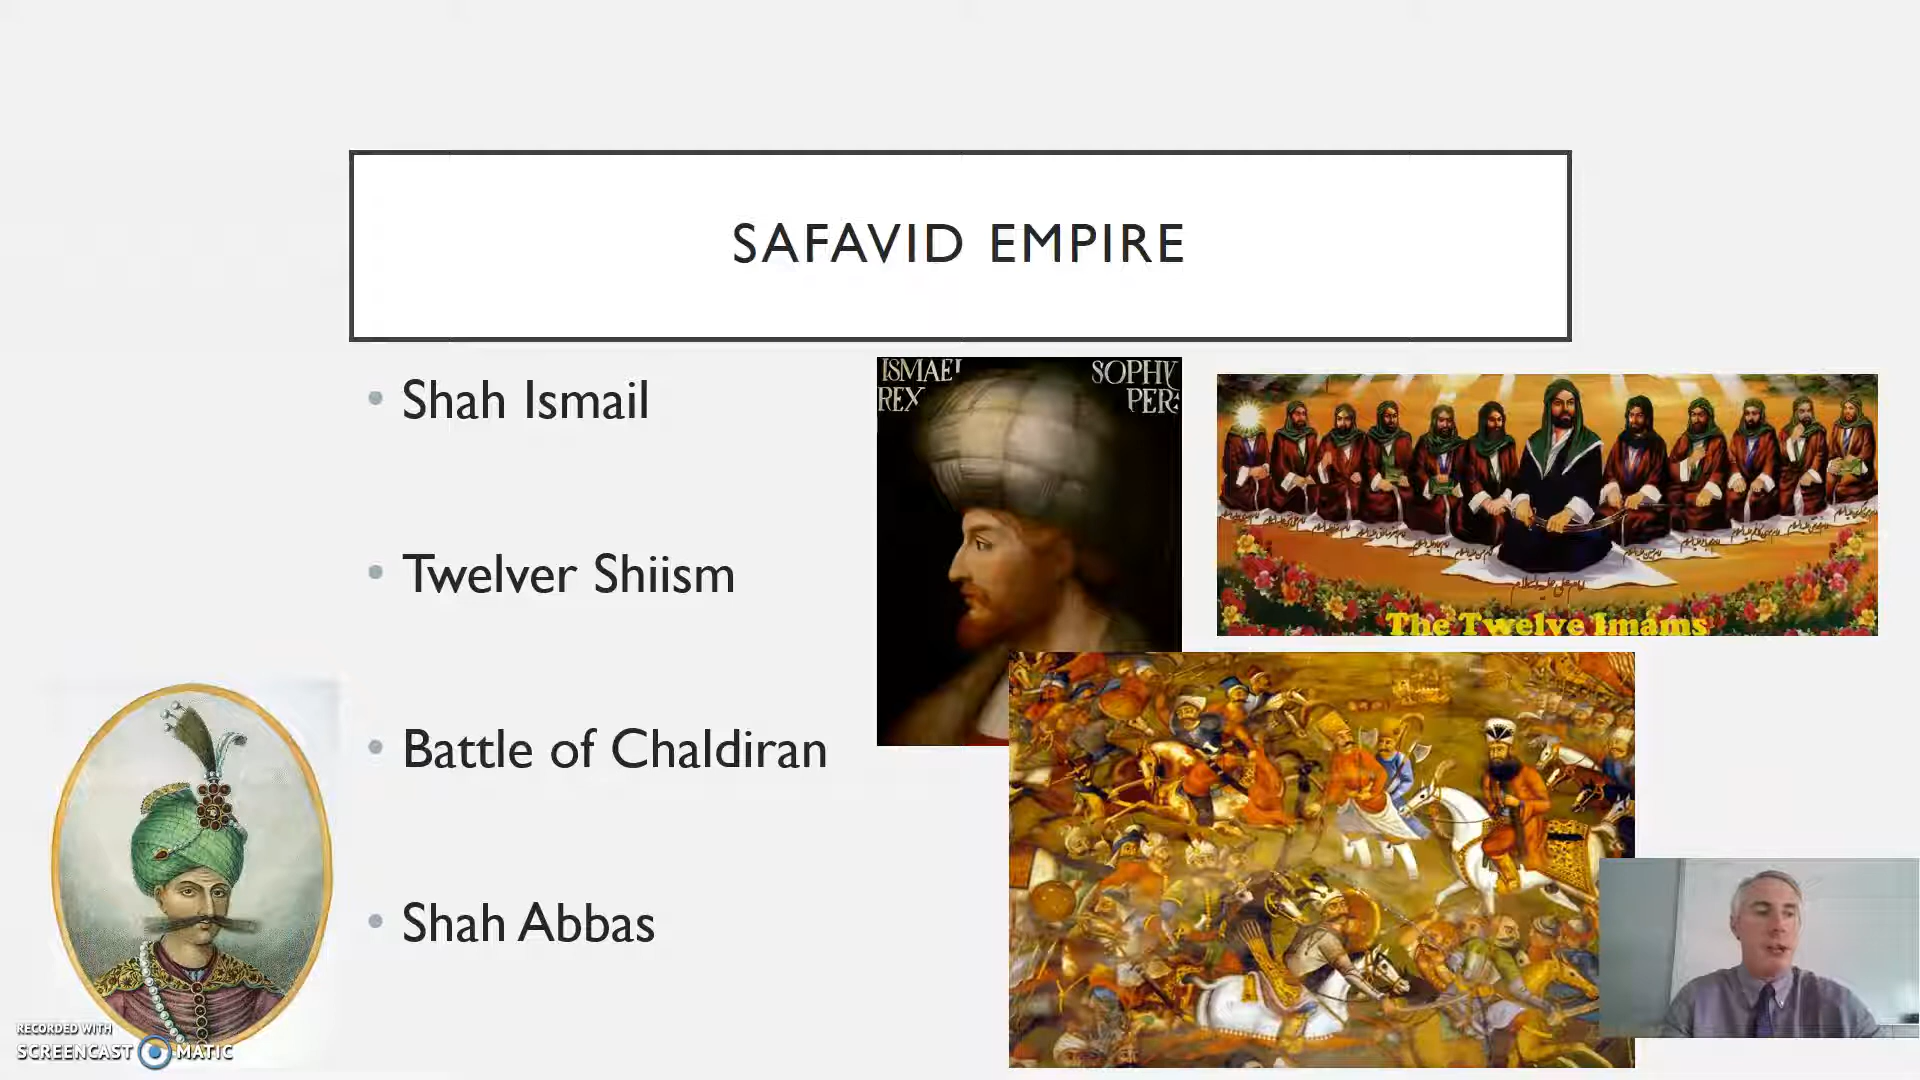 SAFAVID EMPIRE
• Shah Ismail
• Twelver Shiism
• Battle of Chaldiran
• Shah Abbas
ISMAEL
REX
SOPHY
PER:
The Twelve Imams
RECORDED WITH
SCREENCAST MATIC